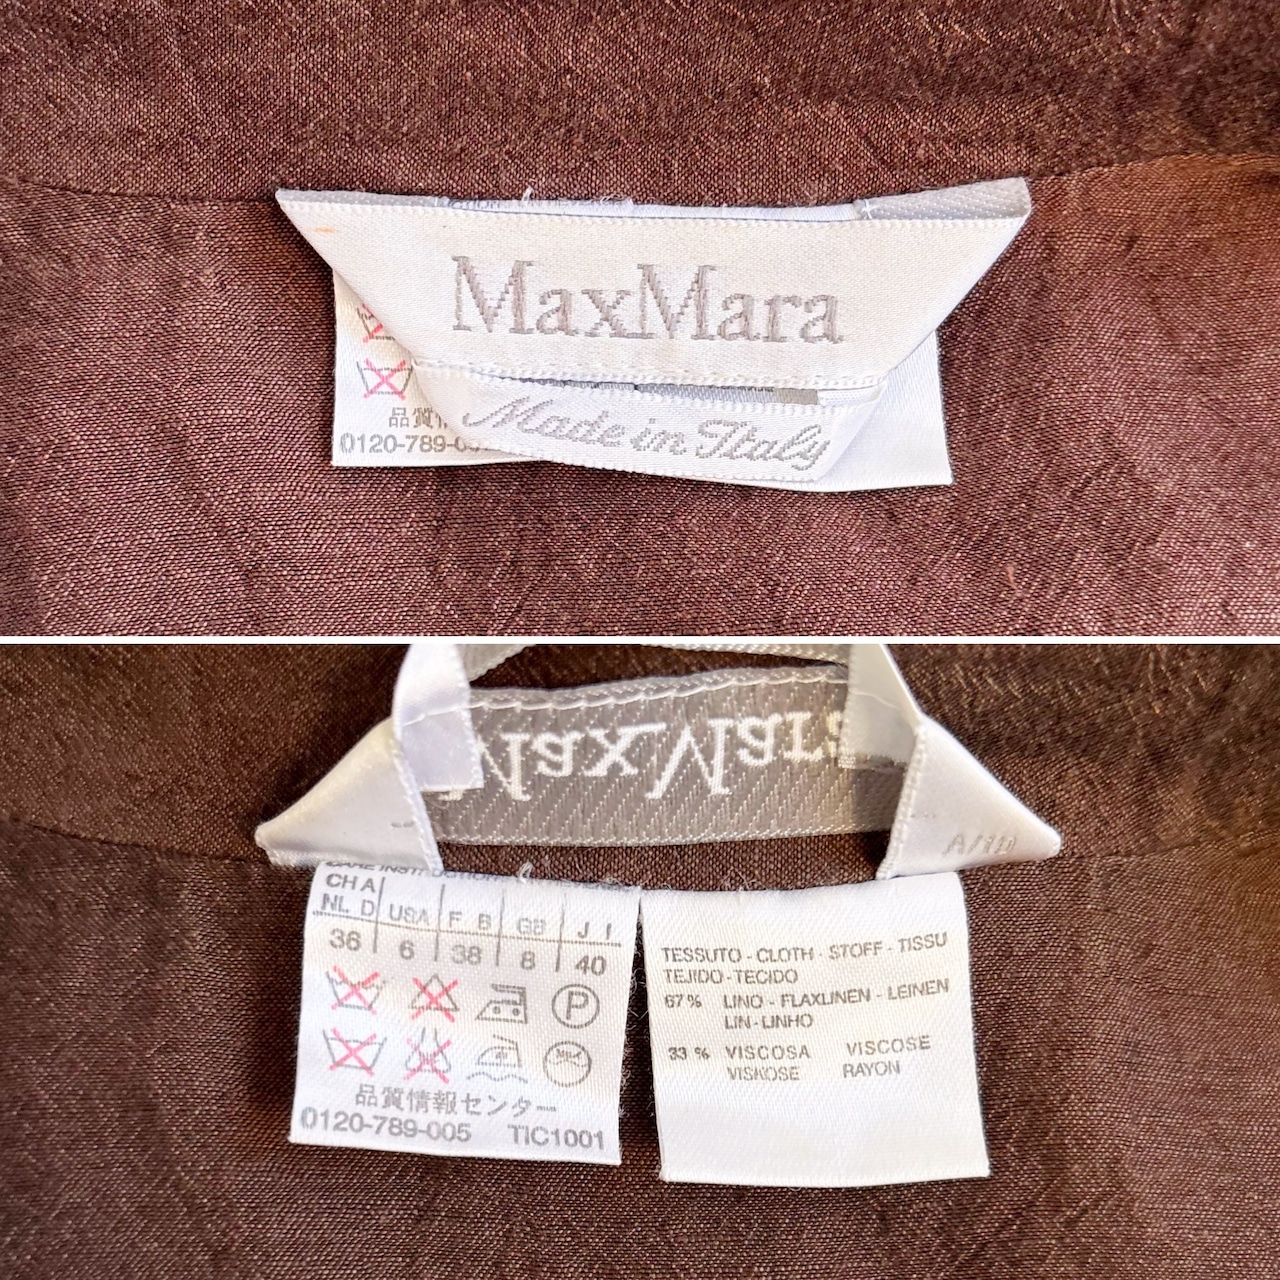 MaxMara
Made in Italy
品質情
0120-789-0
MaxMara
CH A
NL D USA F B GB J I
36 6 38 8 40
P
品質情報センター
0120-789-005 TIC1001
TESSUTO - CLOTH - STOFF - TISSU
TEJIDO - TECIDO
67% LINO - FLAXLINEN - LEINEN
LIN - LINHO
33 % VISCOSA VISCOSE
VISKOSE RAYON